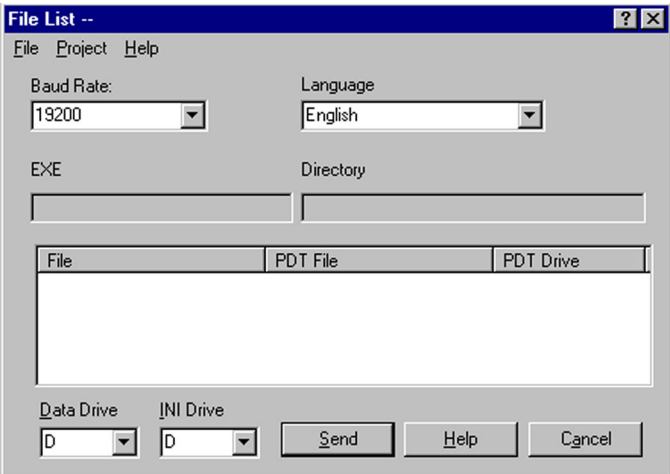 File List --
File Project Help
Baud Rate: Language
19200 English
EXE Directory
File PDT File PDT Drive
Data Drive INI Drive
D D Send Help Cancel